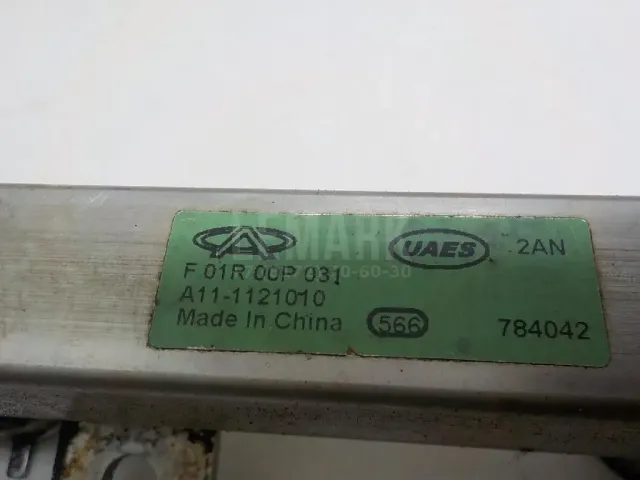 UAES 2AN
F 01R 00P 031
A11-1121010
Made In China 566 784042